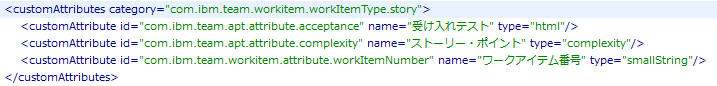 <customAttributes category="com.ibm.team.workitem.workItemType.story">
<customAttribute id="com.ibm.team.apt.attribute.acceptance" name="受け入れテスト" type="html"/>
<customAttribute id="com.ibm.team.apt.attribute.complexity" name="ストーリー・ポイント" type="complexity"/>
<customAttribute id="com.ibm.team.workitem.attribute.workItemNumber" name="ワークアイテム番号" type="smallString"/>
</customAttributes>